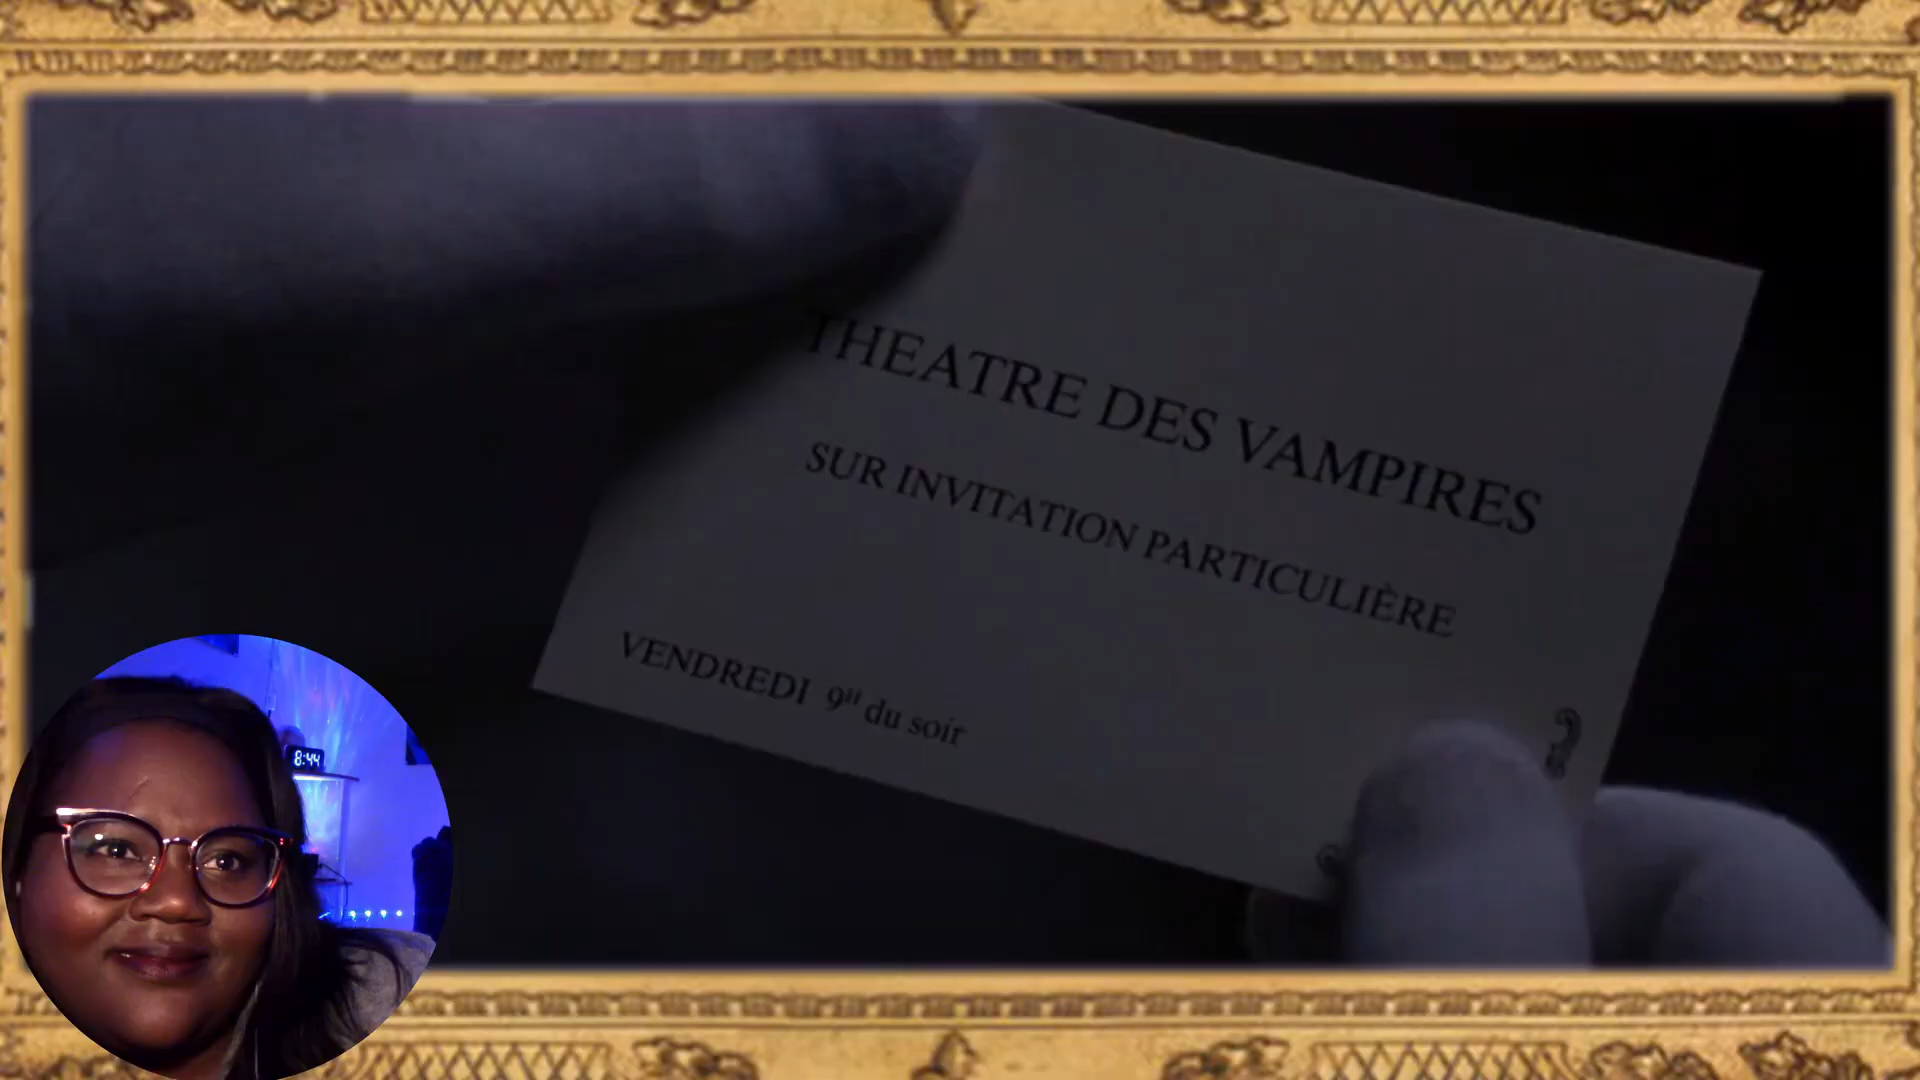 THEATRE DES VAMPIRES
SUR INVITATION PARTICULIÈRE
VENDREDI 9H du soir
8:44